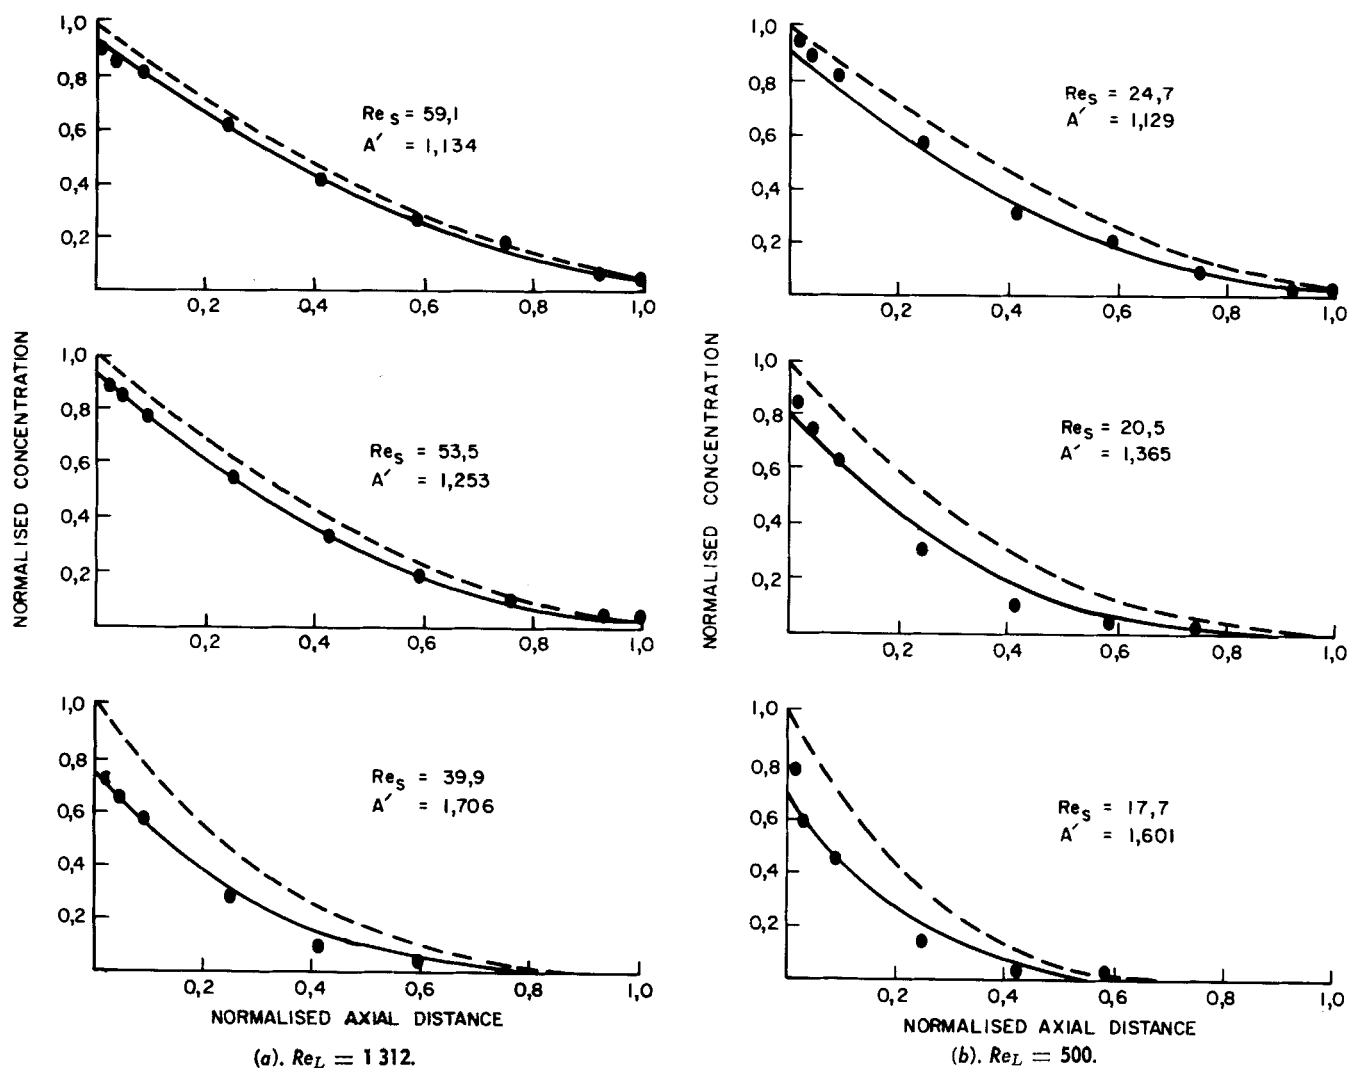 1,0
0,8
0,6
0,4
0,2
Re S = 59,1
A′ = 1,134
0,2 0,4 0,6 0,8 1,0
1,0
0,8
0,6
0,4
0,2
Re S = 53,5
A′ = 1,253
0,2 0,4 0,6 0,8 1,0
NORMALISED CONCENTRATION
1,0
0,8
0,6
0,4
0,2
Re S = 39,9
A′ = 1,706
0,2 0,4 0,6 0,8 1,0
NORMALISED AXIAL DISTANCE
(a). Re L = 1 312.
1,0
0,8
0,6
0,4
0,2
Re S = 24,7
A′ = 1,129
0,2 0,4 0,6 0,8 1,0
1,0
0,8
0,6
0,4
0,2
Re S = 20,5
A′ = 1,365
0,2 0,4 0,6 0,8 1,0
NORMALISED CONCENTRATION
1,0
0,8
0,6
0,4
0,2
Re S = 17,7
A′ = 1,601
0,2 0,4 0,6 0,8 1,0
NORMALISED AXIAL DISTANCE
(b). Re L = 500.